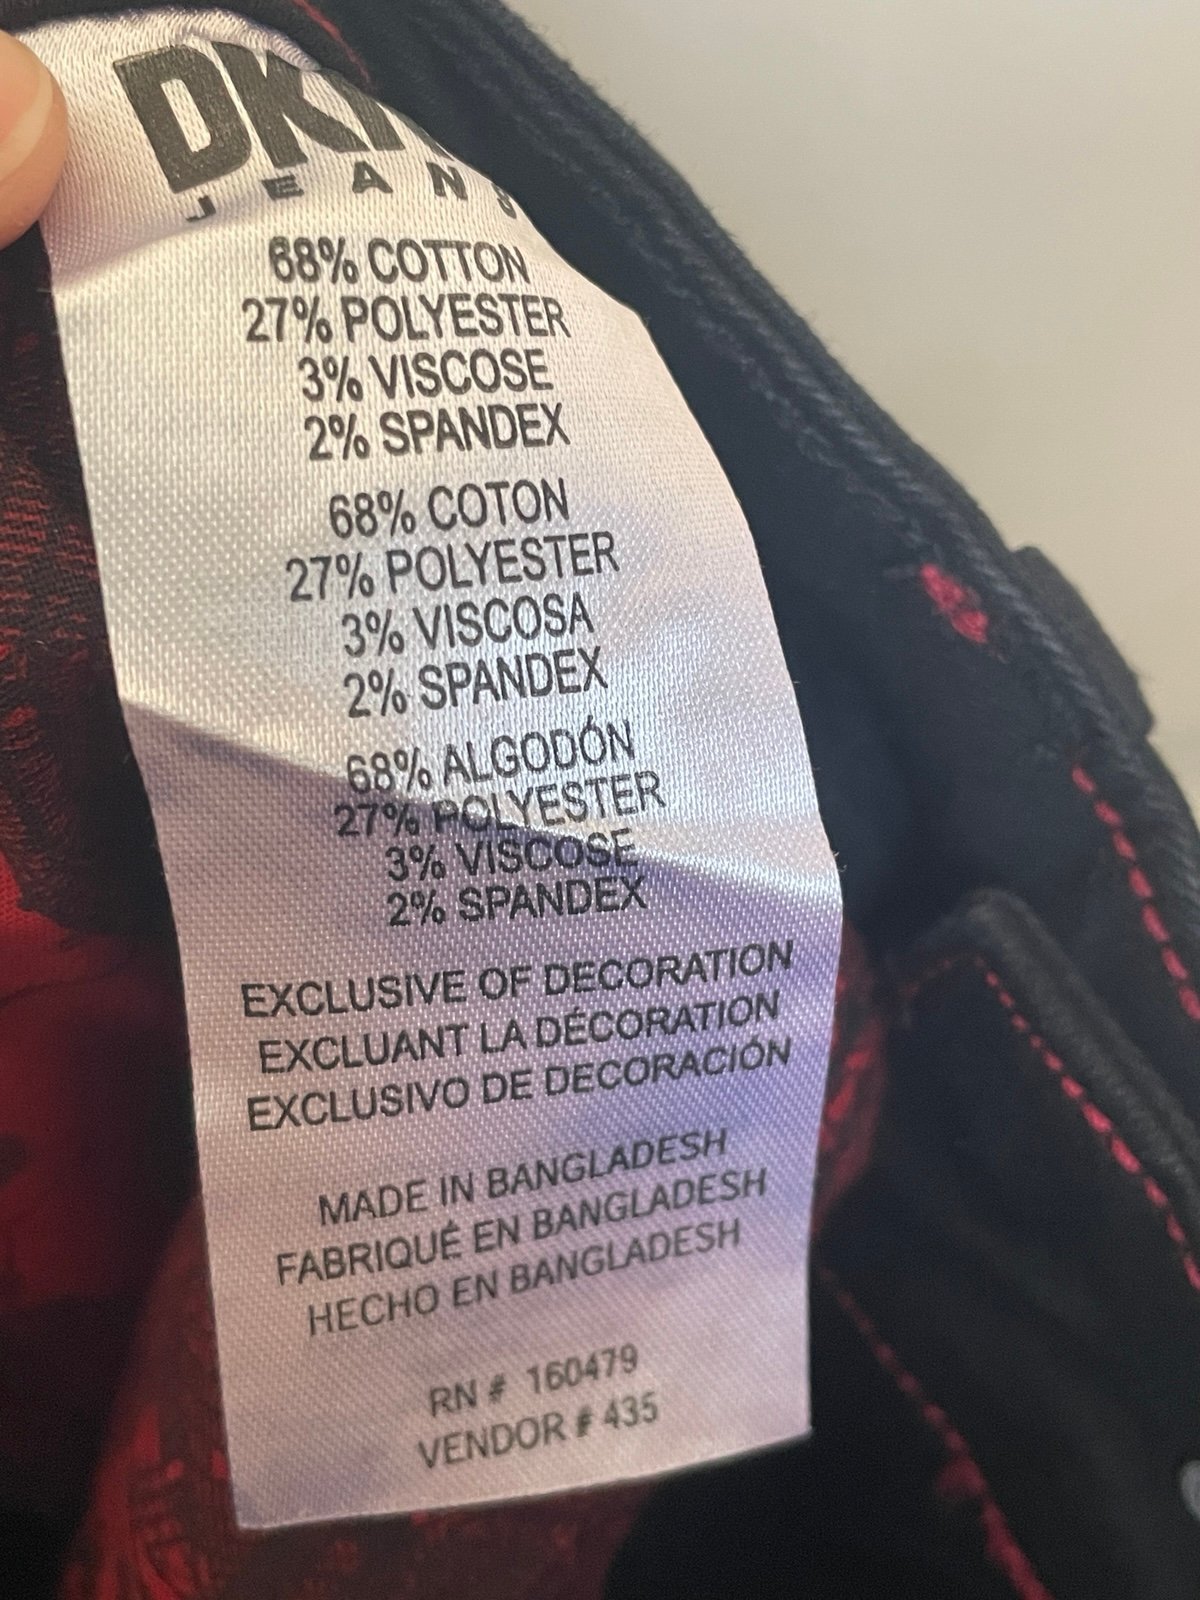 DKN
JEANS
68% COTTON
27% POLYESTER
3% VISCOSE
2% SPANDEX
68% COTON
27% POLYESTER
3% VISCOSA
2% SPANDEX
68% ALGODÓN
27% POLYESTER
3% VISCOSE
2% SPANDEX
EXCLUSIVE OF DECORATION
EXCLUANT LA DÉCORATION
EXCLUSIVO DE DECORACIÓN
MADE IN BANGLADESH
FABRIQUÉ EN BANGLADESH
HECHO EN BANGLADESH
RN # 160479
VENDOR # 435